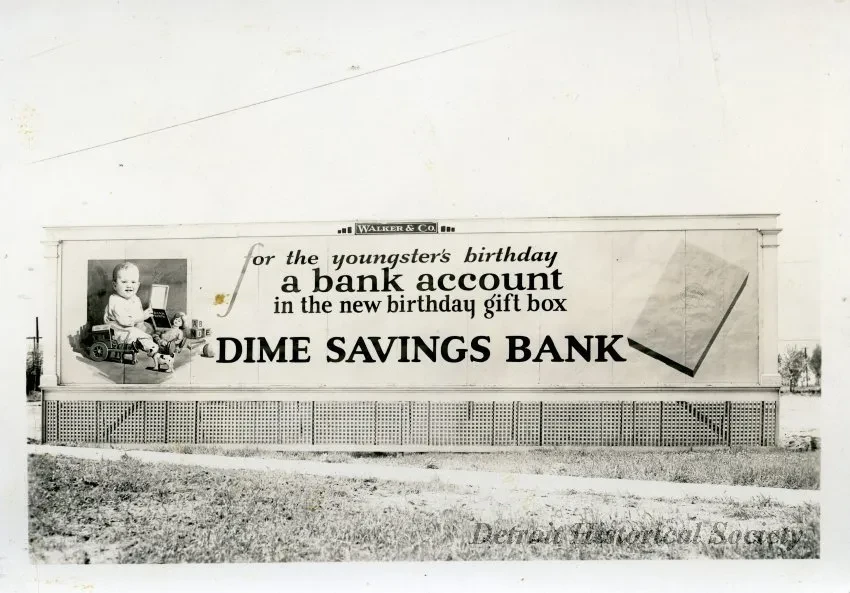 WALKER & CO.
for the youngster's birthday
a bank account
in the new birthday gift box
DIME SAVINGS BANK
Detroit Historical Society